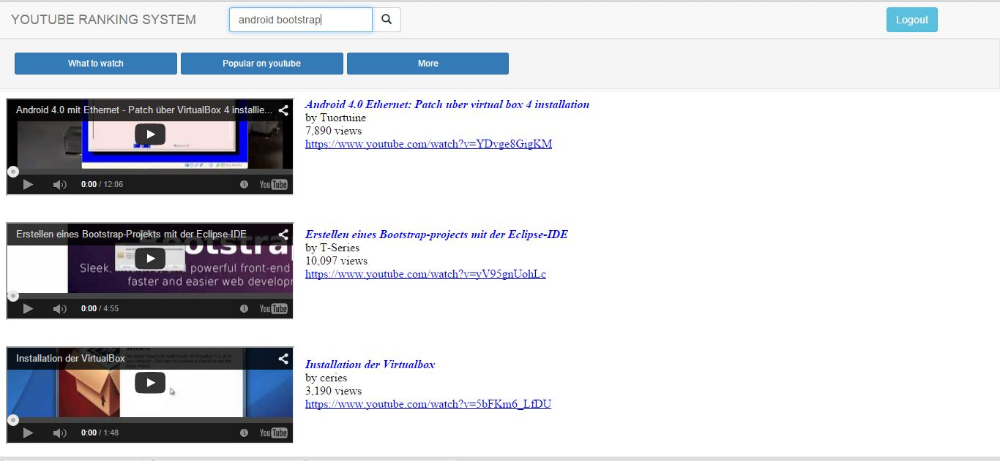 YOUTUBE RANKING SYSTEM
android bootstrap
Logout
What to watch
Popular on youtube
More
Android 4.0 mit Ethernet - Patch über VirtualBox 4 installie...
0:00 / 12:06
YouTube
Android 4.0 Ethernet: Patch uber virtual box 4 installation
by Tuortuine
7,890 views
https://www.youtube.com/watch?v=YDvge8GigKM
Erstellen eines Bootstrap-Projekts mit der Eclipse-IDE
Sleek, powerful front-end
faster and easier web develop
0:00 / 4:55
YouTube
Erstellen eines Bootstrap-projects mit der Eclipse-IDE
by T-Series
10,097 views
https://www.youtube.com/watch?v=yV95gnUohLc
Installation der VirtualBox
0:00 / 1:48
YouTube
Installation der Virtualbox
by ceries
3,190 views
https://www.youtube.com/watch?v=5bFKm6_LfDU